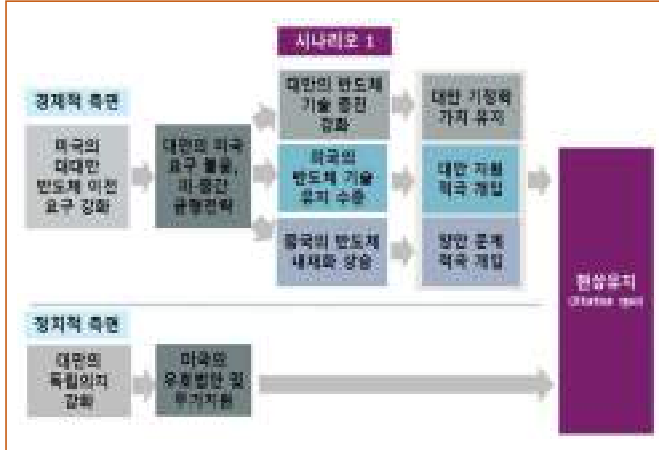 시나리오 1
경제적 측면
미국의
대대만
반도체 이전
요구 강화
대만의 미국
요구 불응,
미·중간
균형전략
대만의 반도체
기술 증진
강화
대만 지정학
가치 유지
미국의
반도체 기술
유지 수준
대만 지원
적극 개입
중국의 반도체
내재화 상승
양안 문제
적극 개입
현상유지
(Status quo)
정치적 측면
대만의
독립의지
강화
미국의
우호법안 및
무기지원